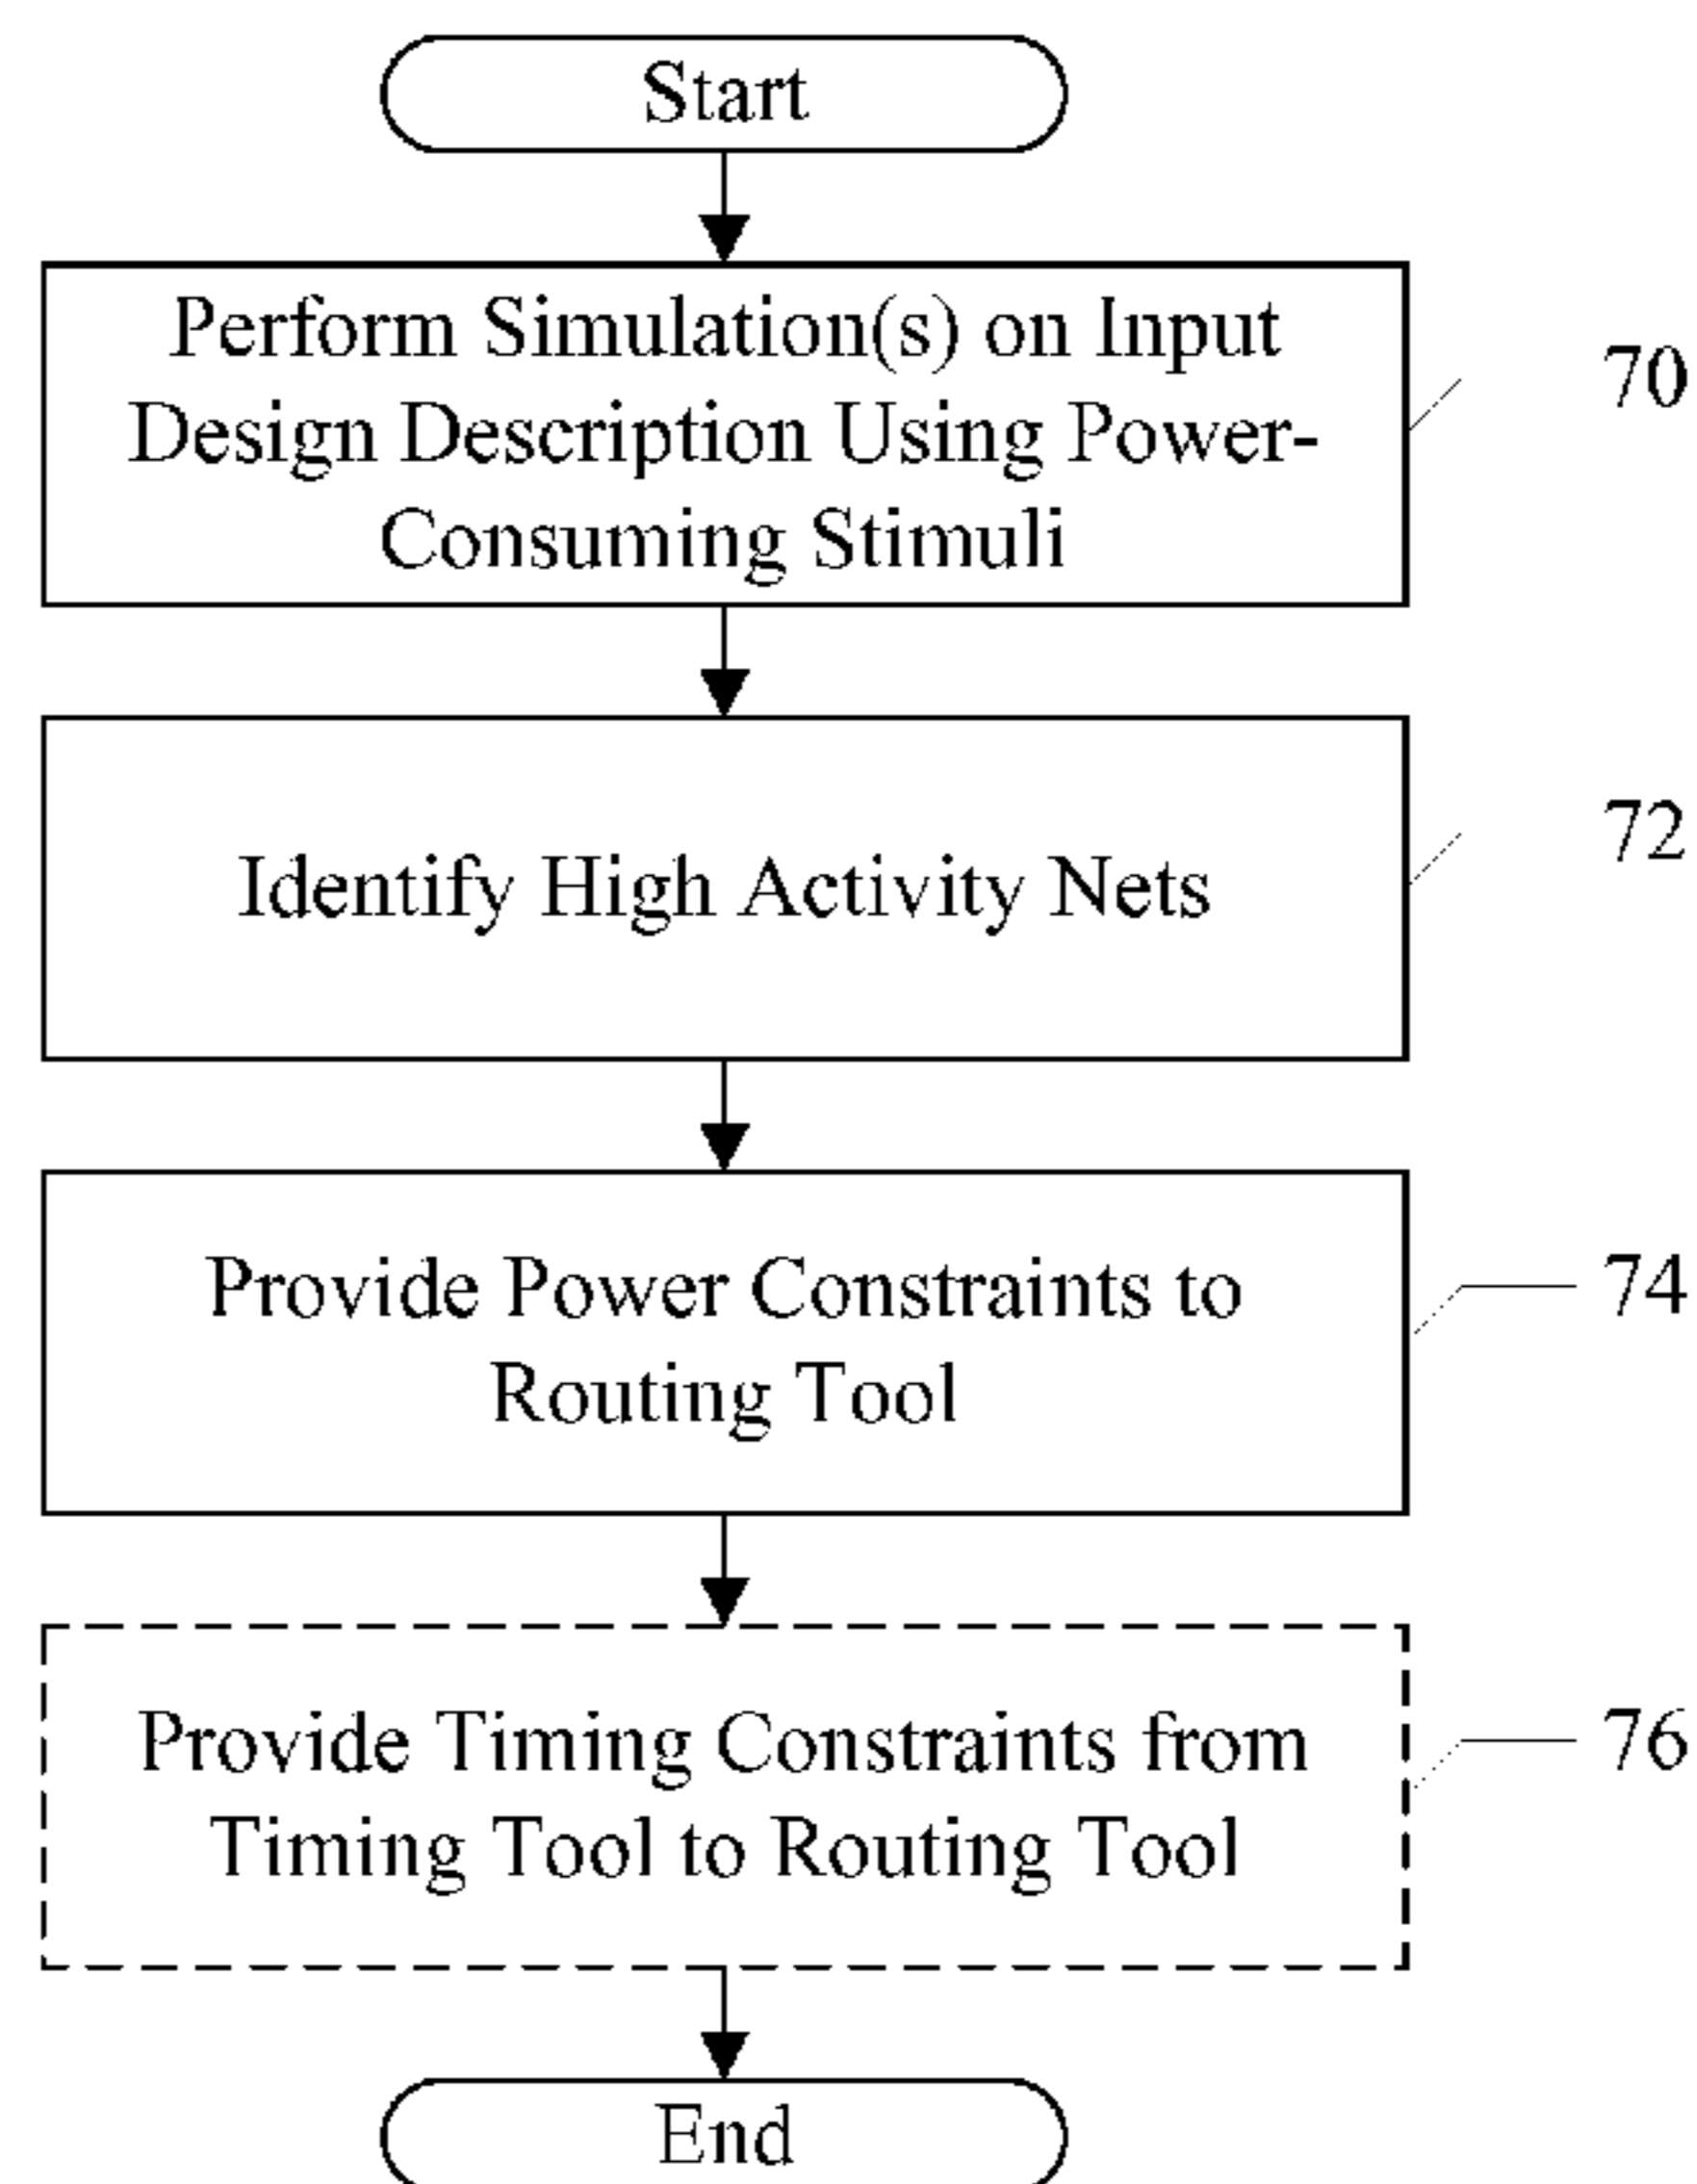 Start
Perform Simulation(s) on Input
Design Description Using Power-
Consuming Stimuli
70
Identify High Activity Nets
72
Provide Power Constraints to
Routing Tool
74
Provide Timing Constraints from
Timing Tool to Routing Tool
76
End